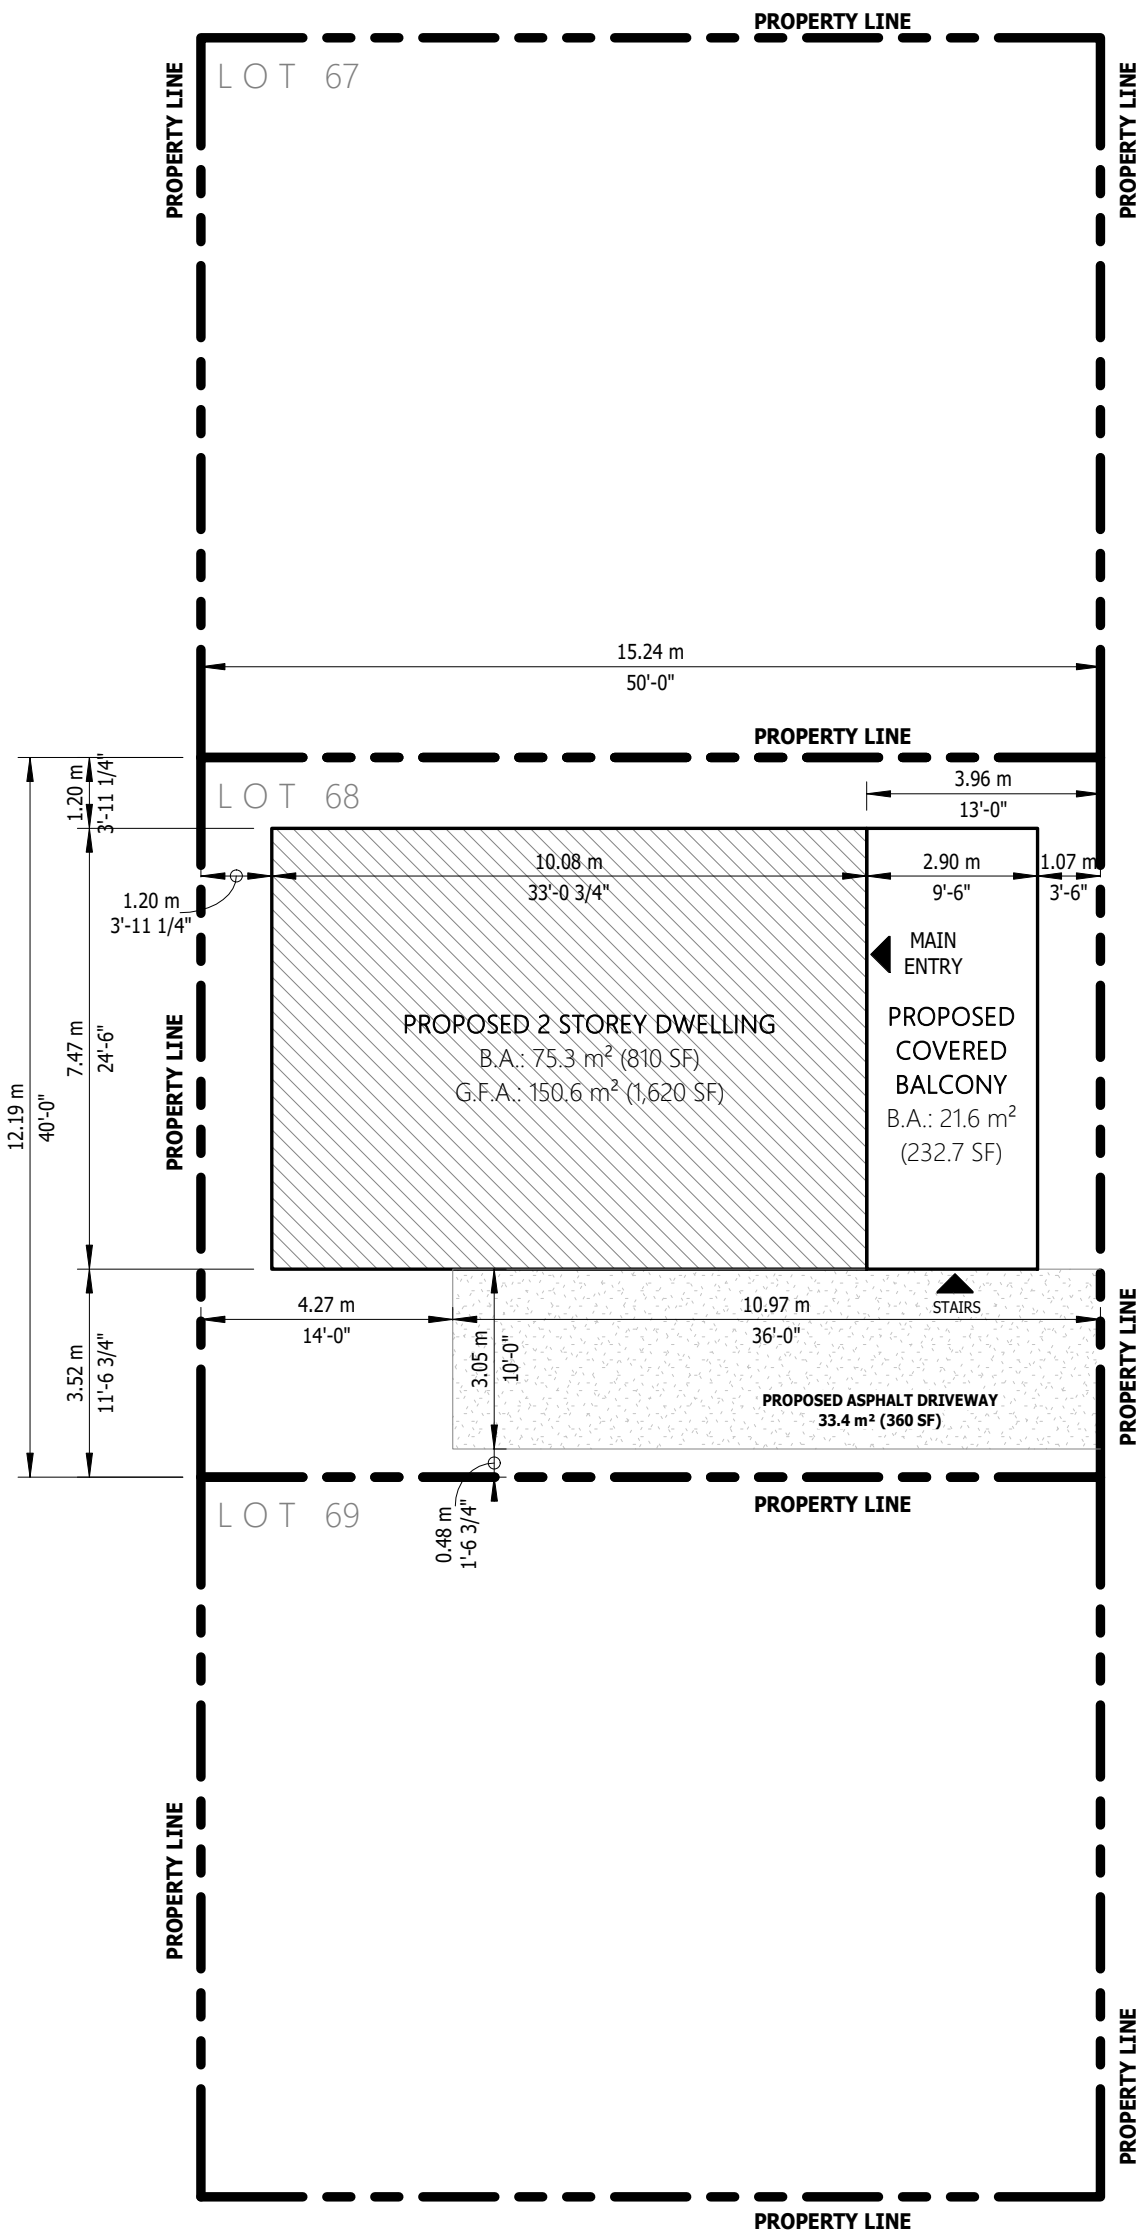 PROPERTY LINE
LOT 67
PROPERTY LINE
PROPERTY LINE
15.24 m
50'-0"
PROPERTY LINE
1.20 m
3'-11 1/4"
LOT 68
3.96 m
13'-0"
10.08 m
33'-0 3/4"
2.90 m
9'-6"
1.07 m
3'-6"
1.20 m
3'-11 1/4"
MAIN
ENTRY
PROPOSED 2 STOREY DWELLING
B.A.: 75.3 m² (810 SF)
G.F.A.: 150.6 m² (1,620 SF)
PROPOSED
COVERED
BALCONY
B.A.: 21.6 m²
(232.7 SF)
7.47 m
24'-6"
12.19 m
40'-0"
PROPERTY LINE
4.27 m
14'-0"
10.97 m
36'-0"
STAIRS
3.05 m
10'-0"
3.52 m
11'-6 3/4"
PROPOSED ASPHALT DRIVEWAY
33.4 m² (360 SF)
PROPERTY LINE
LOT 69
0.48 m
1'-6 3/4"
PROPERTY LINE
PROPERTY LINE
PROPERTY LINE
PROPERTY LINE